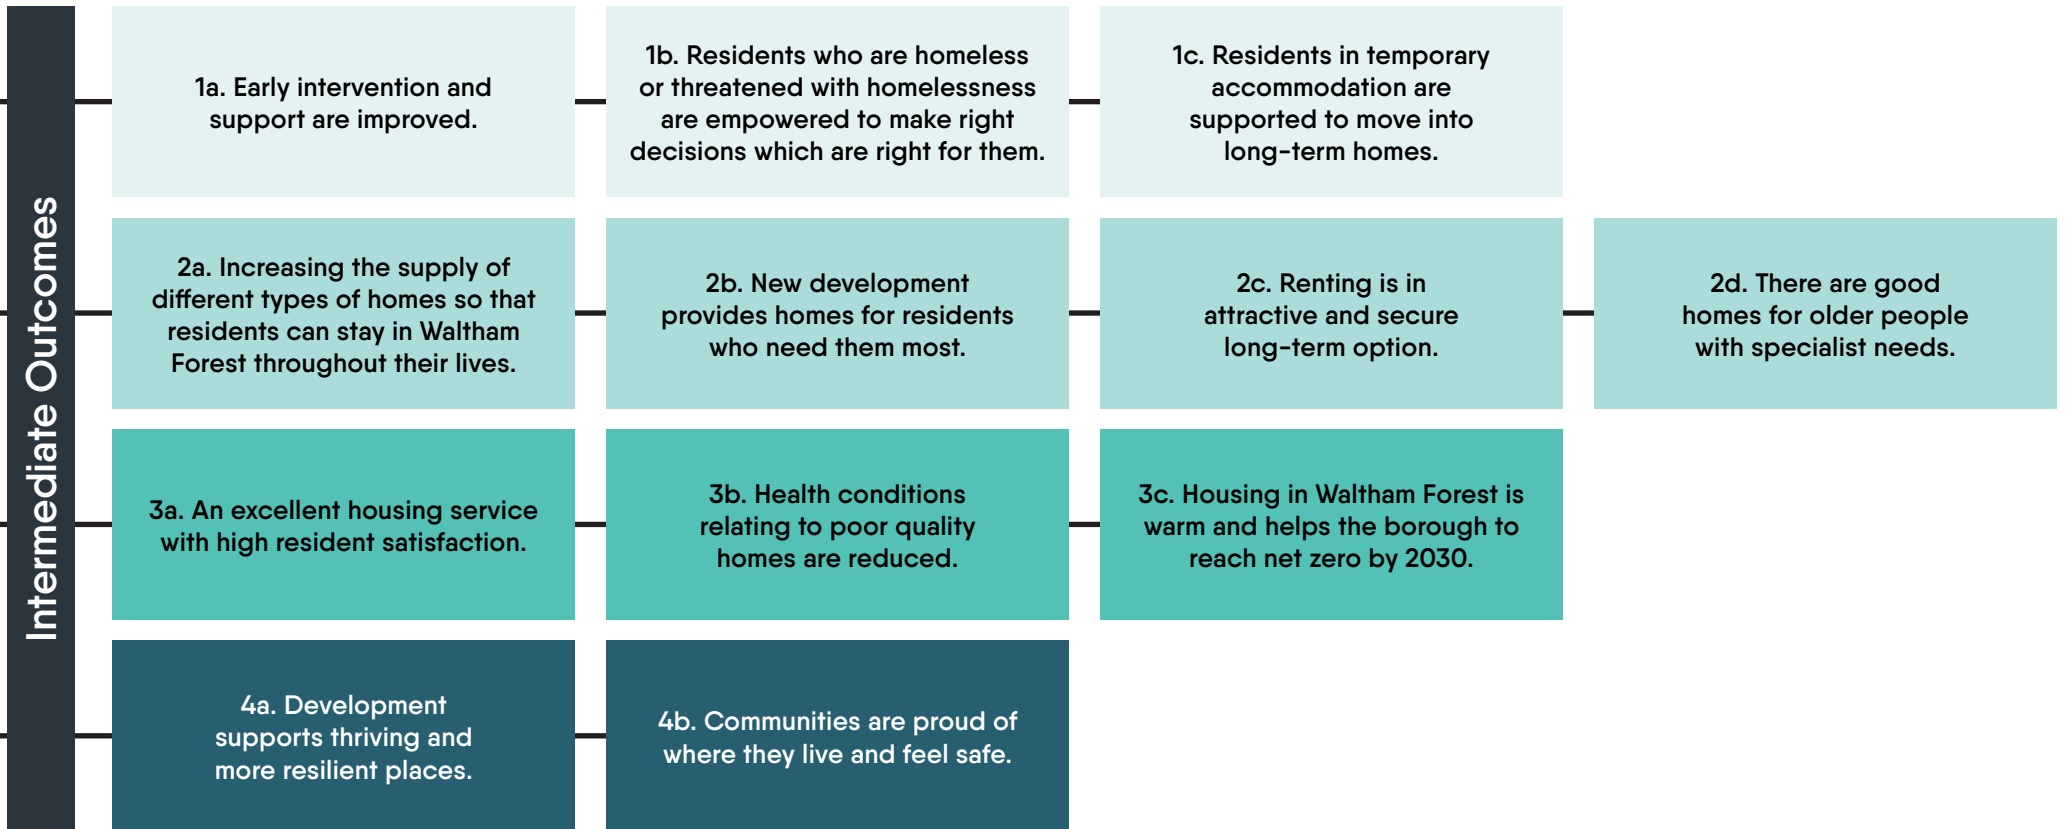 Intermediate Outcomes
1a. Early intervention and
support are improved.
1b. Residents who are homeless
or threatened with homelessness
are empowered to make right
decisions which are right for them.
1c. Residents in temporary
accommodation are
supported to move into
long-term homes.
2a. Increasing the supply of
different types of homes so that
residents can stay in Waltham
Forest throughout their lives.
2b. New development
provides homes for residents
who need them most.
2c. Renting is in
attractive and secure
long-term option.
2d. There are good
homes for older people
with specialist needs.
3a. An excellent housing service
with high resident satisfaction.
3b. Health conditions
relating to poor quality
homes are reduced.
3c. Housing in Waltham Forest is
warm and helps the borough to
reach net zero by 2030.
4a. Development
supports thriving and
more resilient places.
4b. Communities are proud of
where they live and feel safe.